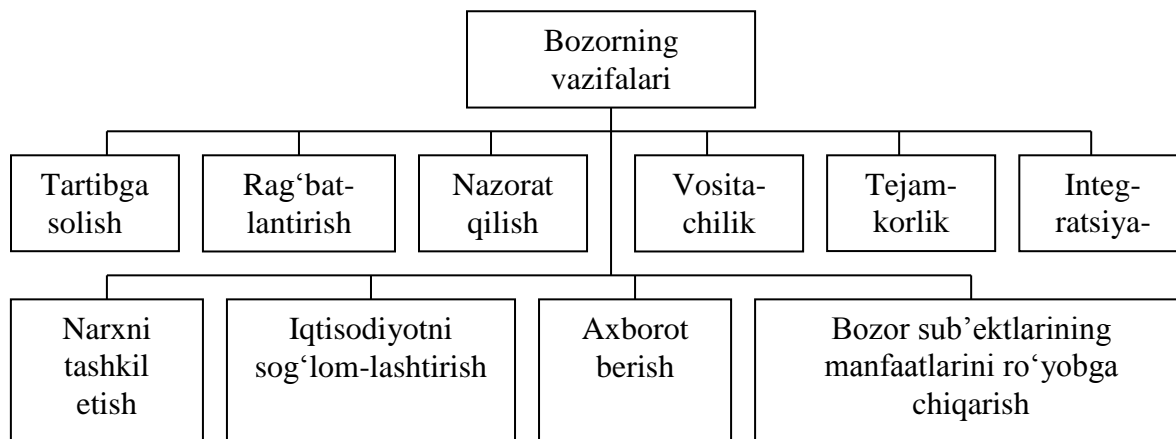 Bozorning
vazifalari
Tartibga
solish
Rag‘bat-
lantirish
Nazorat
qilish
Vosita-
chilik
Tejam-
korlik
Integ-
ratsiya-
Narxni
tashkil
etish
Iqtisodiyotni
sog‘lom-lashtirish
Axborot
berish
Bozor sub’ektlarining
manfaatlarini ro‘yobga
chiqarish